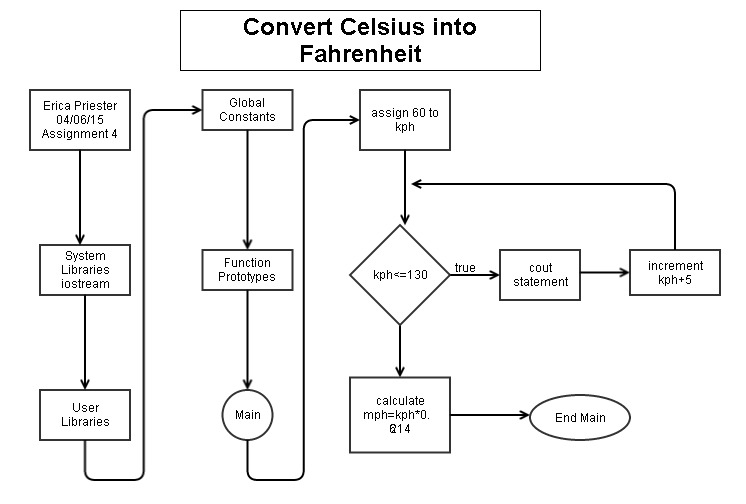 Convert Celsius into
Fahrenheit
Erica Priester
04/06/15
Assignment 4
System
Libraries
iostream
User
Libraries
Global
Constants
Function
Prototypes
Main
assign 60 to
kph
kph<=130
true
cout
statement
increment
kph+5
calculate
mph=kph*0.
6214
End Main